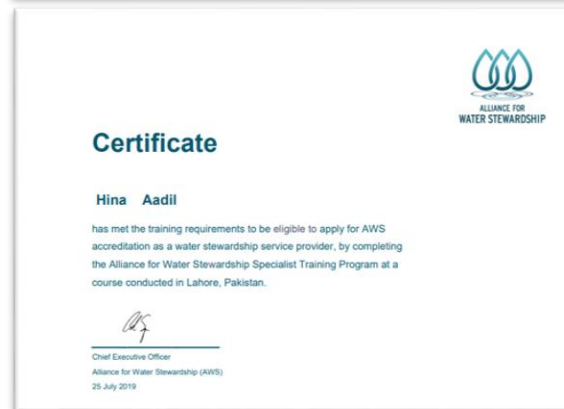 ALLIANCE FOR
WATER STEWARDSHIP
Certificate
Hina Aadil
has met the training requirements to be eligible to apply for AWS
accreditation as a water stewardship service provider, by completing
the Alliance for Water Stewardship Specialist Training Program at a
course conducted in Lahore, Pakistan.
Chief Executive Officer
Alliance for Water Stewardship (AWS)
25 July 2019